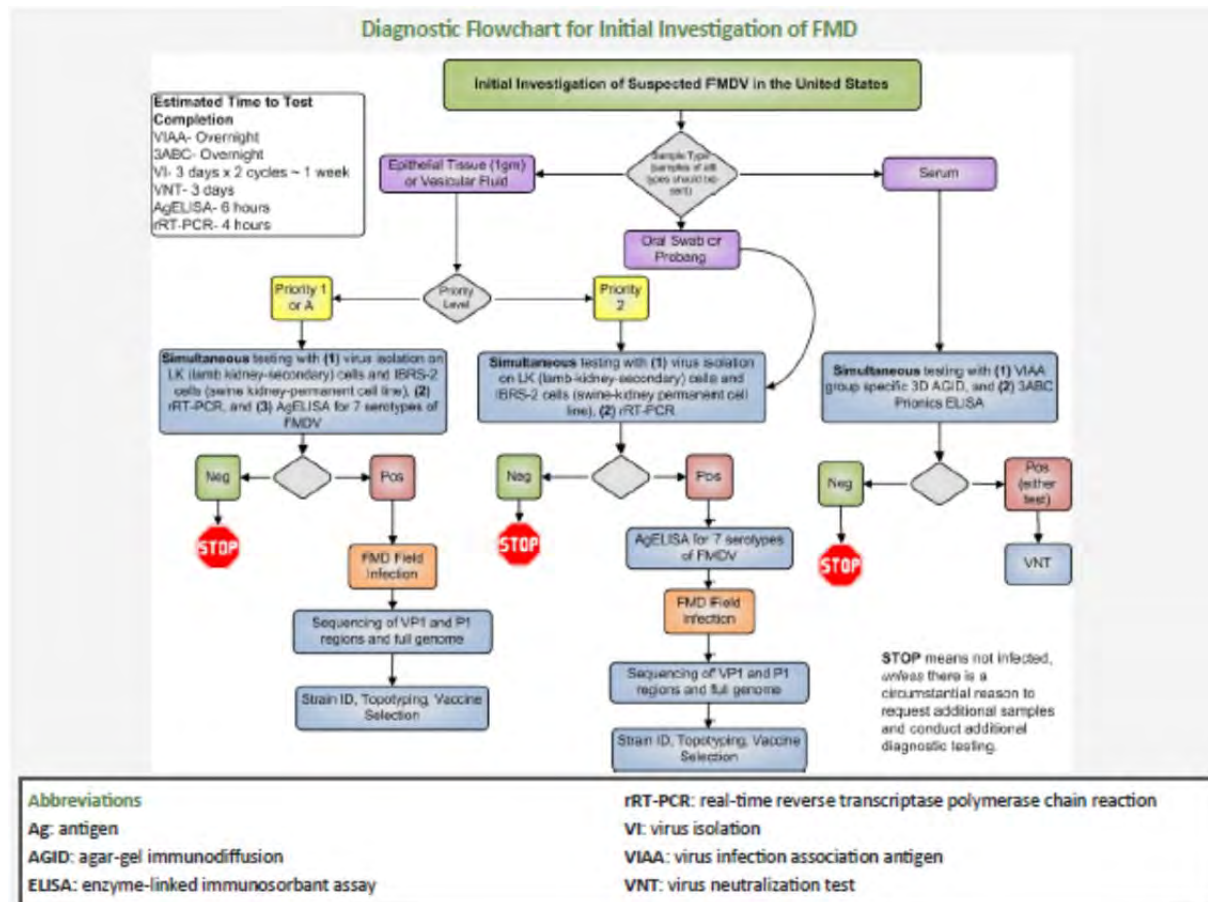 Diagnostic Flowchart for Initial Investigation of FMD
Initial Investigation of Suspected FMDV in the United States
Estimated Time to Test
Completion
VIAA- Overnight
3ABC- Overnight
VI- 3 days x 2 cycles ~ 1 week
VNT- 3 days
AgELISA- 6 hours
rRT-PCR- 4 hours
Epithelial Tissue (1gm)
or Vesicular Fluid
Sample Type
(samples of all
types should be
sent)
Serum
Oral Swab or
Probang
Priority 1
or A
Priority
Level
Priority
2
Simultaneous testing with (1) virus isolation on
LK (lamb kidney-secondary) cells and IBRS-2
cells (swine kidney-permanent cell line), (2)
rRT-PCR, and (3) AgELISA for 7 serotypes of
FMDV
Simultaneous testing with (1) virus isolation
on LK (lamb-kidney-secondary) cells and
IBRS-2 cells (swine-kidney permanent cell
line), (2) rRT-PCR
Simultaneous testing with (1) VIAA
group specific 3D AGID, and (2) 3ABC
Prionics ELISA
Neg
Pos
Neg
Pos
Neg
Pos
(either
test)
STOP
STOP
STOP
VNT
FMD Field
Infection
AgELISA for 7 serotypes
of FMDV
Sequencing of VP1 and P1
regions and full genome
FMD Field
Infection
Strain ID, Topotyping, Vaccine
Selection
Sequencing of VP1 and P1
regions and full genome
Strain ID, Topotyping, Vaccine
Selection
STOP means not infected,
unless there is a
circumstantial reason to
request additional samples
and conduct additional
diagnostic testing.
Abbreviations
Ag: antigen
AGID: agar-gel immunodiffusion
ELISA: enzyme-linked immunosorbant assay
rRT-PCR: real-time reverse transcriptase polymerase chain reaction
VI: virus isolation
VIAA: virus infection association antigen
VNT: virus neutralization test